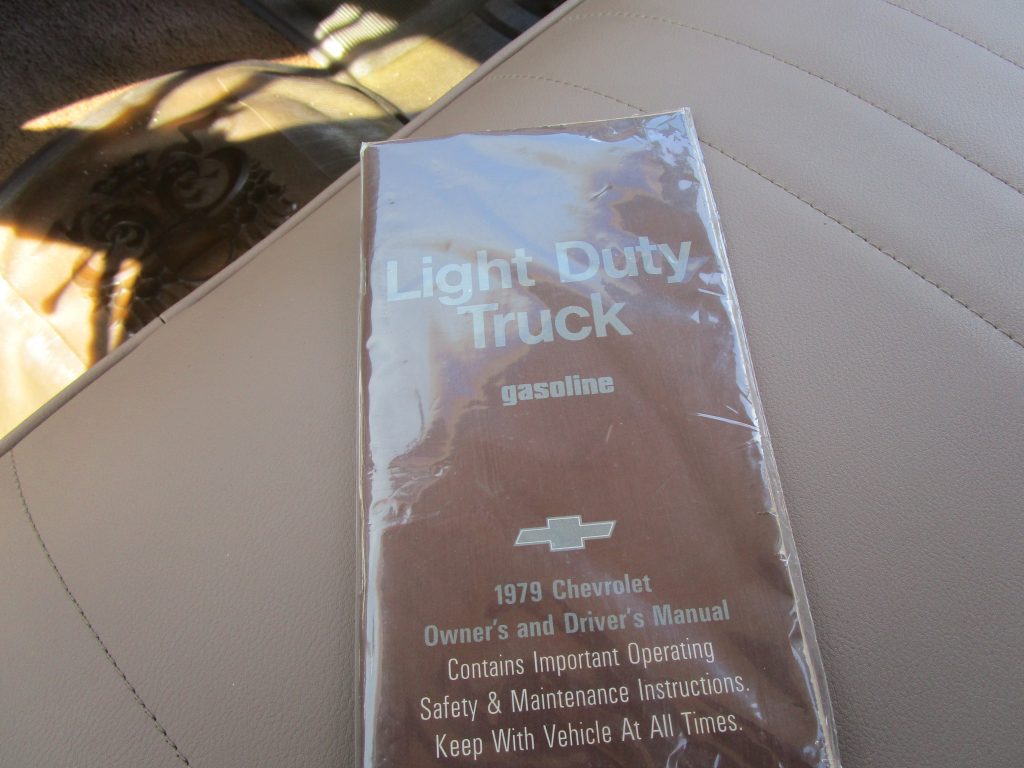 Light Duty
Truck
gasoline
1979 Chevrolet
Owner's and Driver's Manual
Contains Important Operating
Safety & Maintenance Instructions.
Keep With Vehicle At All Times.